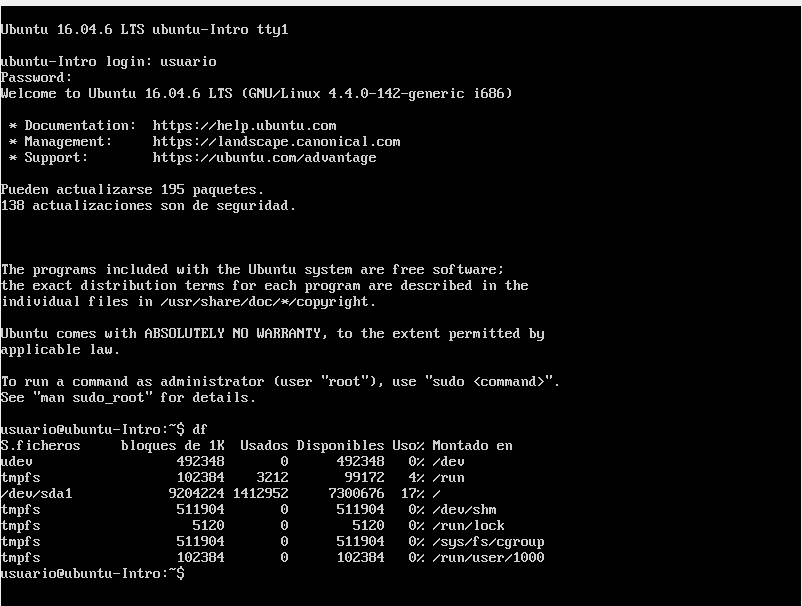 Ubuntu 16.04.6 LTS ubuntu-Intro tty1
ubuntu-Intro login: usuario
Password:
Welcome to Ubuntu 16.04.6 LTS (GNU/Linux 4.4.0-142-generic i686)
* Documentation:  https://help.ubuntu.com
* Management:     https://landscape.canonical.com
* Support:        https://ubuntu.com/advantage
Pueden actualizarse 195 paquetes.
138 actualizaciones son de seguridad.
The programs included with the Ubuntu system are free software;
the exact distribution terms for each program are described in the
individual files in /usr/share/doc/*/copyright.
Ubuntu comes with ABSOLUTELY NO WARRANTY, to the extent permitted by
applicable law.
To run a command as administrator (user "root"), use "sudo <command>".
See "man sudo_root" for details.
usuario@ubuntu-Intro:~$ df
S.ficheros     bloques de 1K  Usados Disponibles Uso% Montado en
udev                  492348       0      492348   0% /dev
tmpfs                 102384    3212       99172   4% /run
/dev/sda1            9204224 1412952     7300676  17% /
tmpfs                 511904       0      511904   0% /dev/shm
tmpfs                   5120       0        5120   0% /run/lock
tmpfs                 511904       0      511904   0% /sys/fs/cgroup
tmpfs                 102384       0      102384   0% /run/user/1000
usuario@ubuntu-Intro:~$